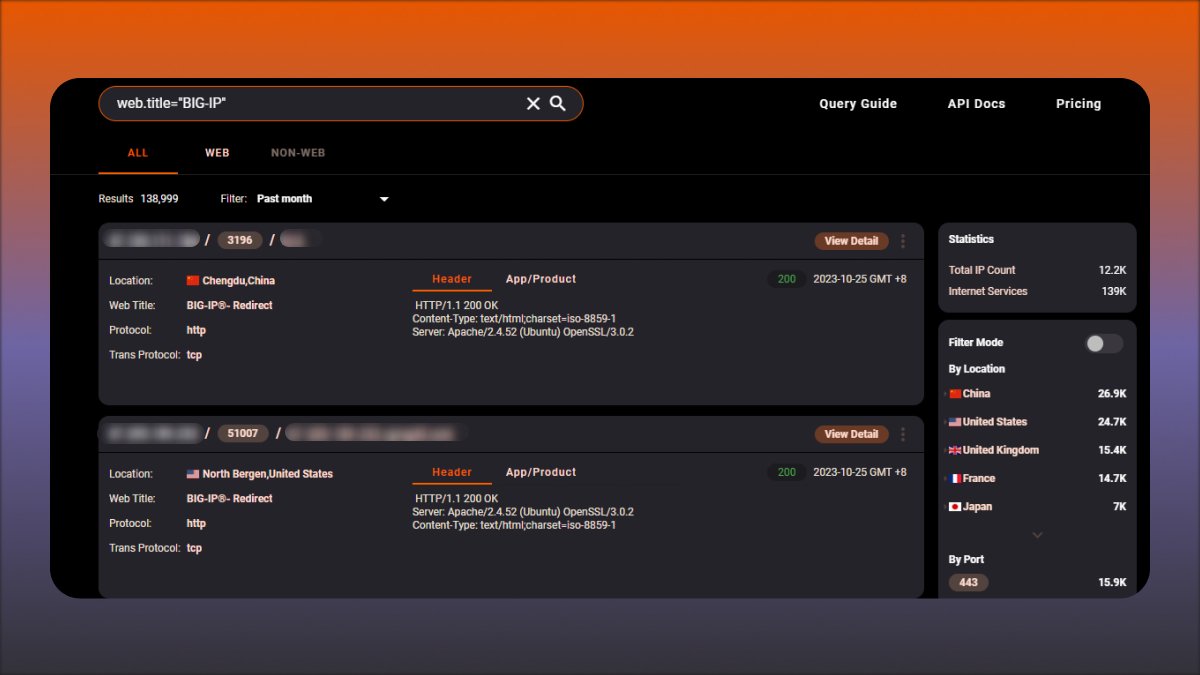 web.title="BIG-IP"
Query Guide API Docs Pricing
ALL WEB NON-WEB
Results 138,999 Filter: Past month
/ 3196 / View Detail
Location: Chengdu,China
Web Title: BIG-IP®- Redirect
Protocol: http
Trans Protocol: tcp
Header App/Product 200 2023-10-25 GMT +8
HTTP/1.1 200 OK
Content-Type: text/html;charset=iso-8859-1
Server: Apache/2.4.52 (Ubuntu) OpenSSL/3.0.2
/ 51007 / View Detail
Location: North Bergen,United States
Web Title: BIG-IP®- Redirect
Protocol: http
Trans Protocol: tcp
Header App/Product 200 2023-10-25 GMT +8
HTTP/1.1 200 OK
Server: Apache/2.4.52 (Ubuntu) OpenSSL/3.0.2
Content-Type: text/html;charset=iso-8859-1
Statistics
Total IP Count 12.2K
Internet Services 139K
Filter Mode
By Location
China 26.9K
United States 24.7K
United Kingdom 15.4K
France 14.7K
Japan 7K
By Port
443 15.9K